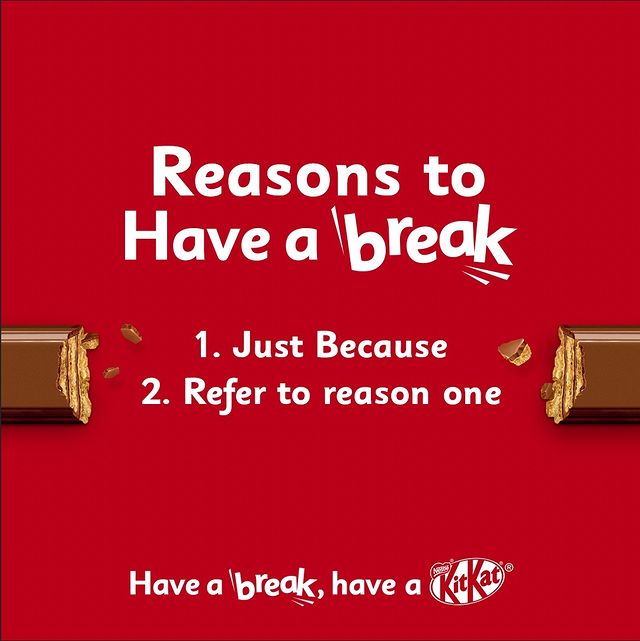 Reasons to
Have a break
1. Just Because
2. Refer to reason one
Have a break, have a Nestlé KitKat®